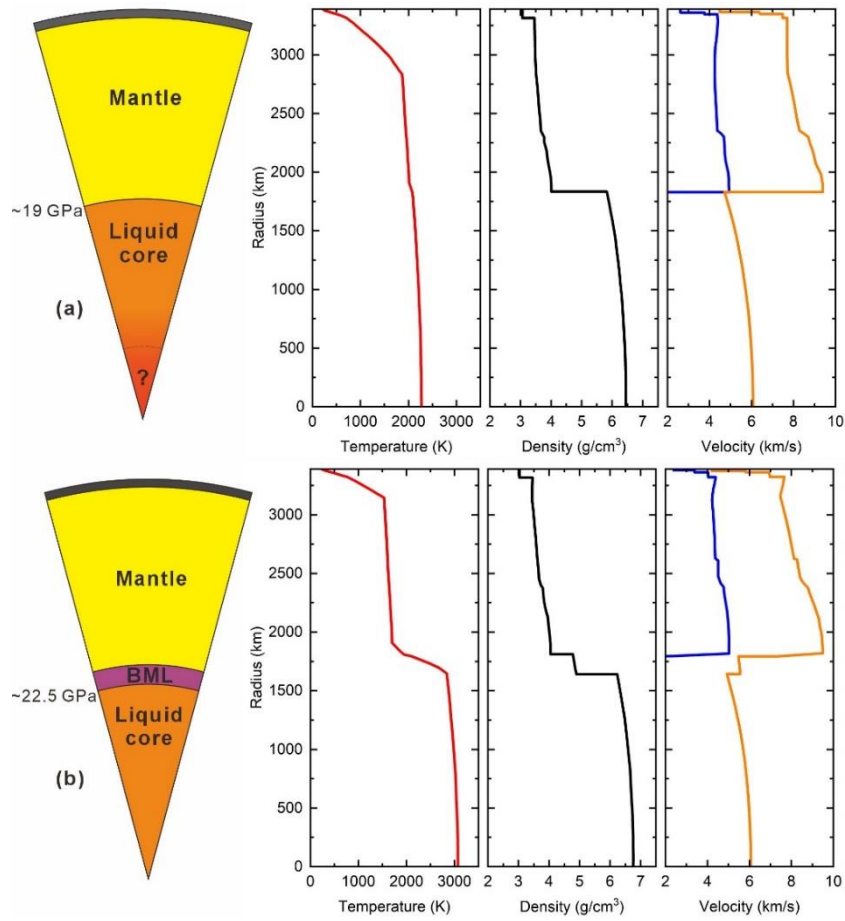 Mantle
~19 GPa
Liquid
core
(a)
?
Radius (km)
3000
2500
2000
1500
1000
500
0
0 1000 2000 3000
Temperature (K)
2 3 4 5 6 7
Density (g/cm³)
2 4 6 8 10
Velocity (km/s)
Mantle
BML
~22.5 GPa
Liquid
core
(b)
Radius (km)
3000
2500
2000
1500
1000
500
0
0 1000 2000 3000
Temperature (K)
2 3 4 5 6 7
Density (g/cm³)
2 4 6 8 10
Velocity (km/s)